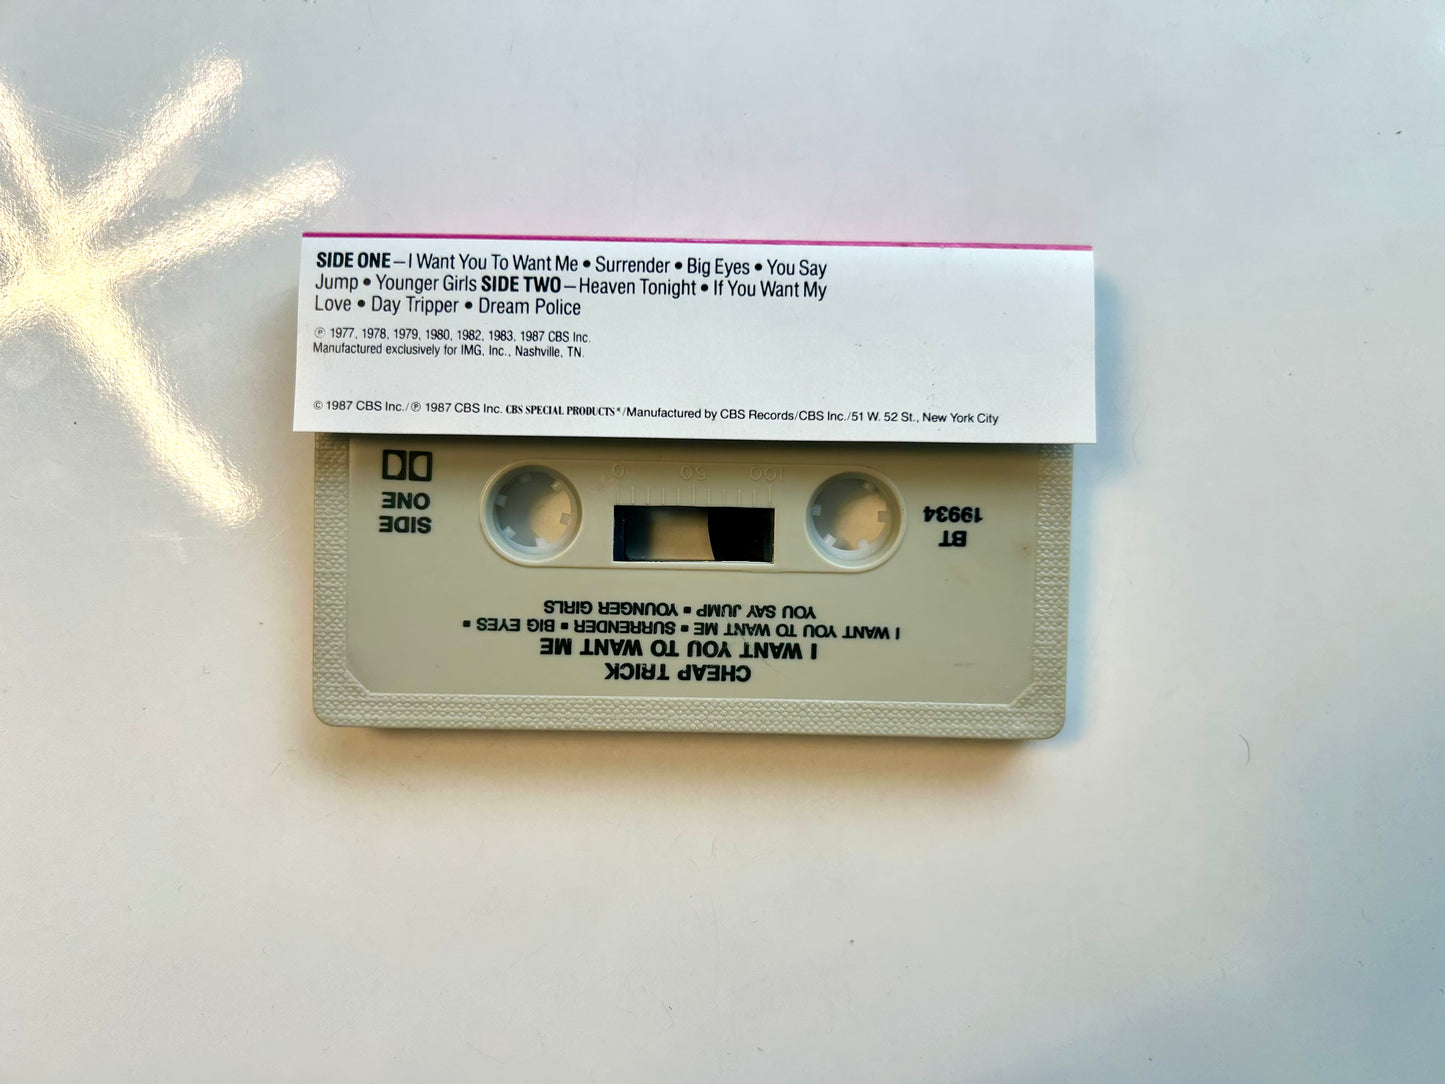 SIDE ONE—I Want You To Want Me • Surrender • Big Eyes • You Say
Jump • Younger Girls SIDE TWO—Heaven Tonight • If You Want My
Love • Day Tripper • Dream Police
℗ 1977, 1978, 1979, 1980, 1982, 1983, 1987 CBS Inc.
Manufactured exclusively for IMG, Inc., Nashville, TN.
© 1987 CBS Inc./℗ 1987 CBS Inc. CBS SPECIAL PRODUCTS*/Manufactured by CBS Records/CBS Inc./51 W. 52 St., New York City
CHEAP TRICK
I WANT YOU TO WANT ME
I WANT YOU TO WANT ME ▪ SURRENDER ▪ BIG EYES ▪
YOU SAY JUMP ▪ YOUNGER GIRLS
BT
19934
SIDE
ONE
100 50 0